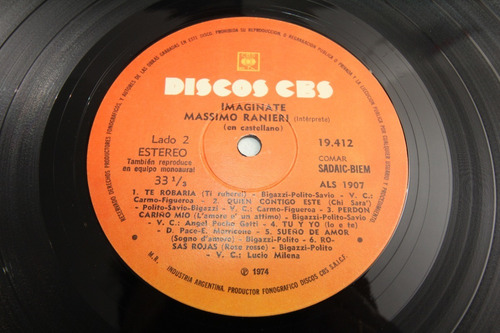 DISCOS CBS
IMAGINATE
MASSIMO RANIERI (Intérprete)
(en castellano)
Lado 2
ESTEREO
También reproduce
en equipo monoaural
33 1/3
19.412
COMAR
SADAIC-BIEM
ALS 1907
1. TE ROBARIA (Ti ruberei) - Bigazzi-Polito-Savio - V. C.:
Carmo-Figueroa - 2. QUIEN CONTIGO ESTE (Chi Sara')
Polito-Savio-Bigazzi - V. C.: Carmo-Figueroa - 3. PERDON
CARIÑO MIO (L'amore e' un attimo) - Bigazzi-Polito-Savio
- V. C.: Angel Pocho Gatti - 4. TU Y YO (Io e te)
- D. Pace-E. Morricone - 5. SUEÑO DE AMOR
(Sogno d'amore) - Bigazzi-Polito - 6. RO-
SAS ROJAS (Rose rosse) - Bigazzi-Polito
- V. C.: Lucio Milena
℗ 1974
M.R. INDUSTRIA ARGENTINA. PRODUCTOR FONOGRAFICO DISCOS CBS S.A.I.C.F.